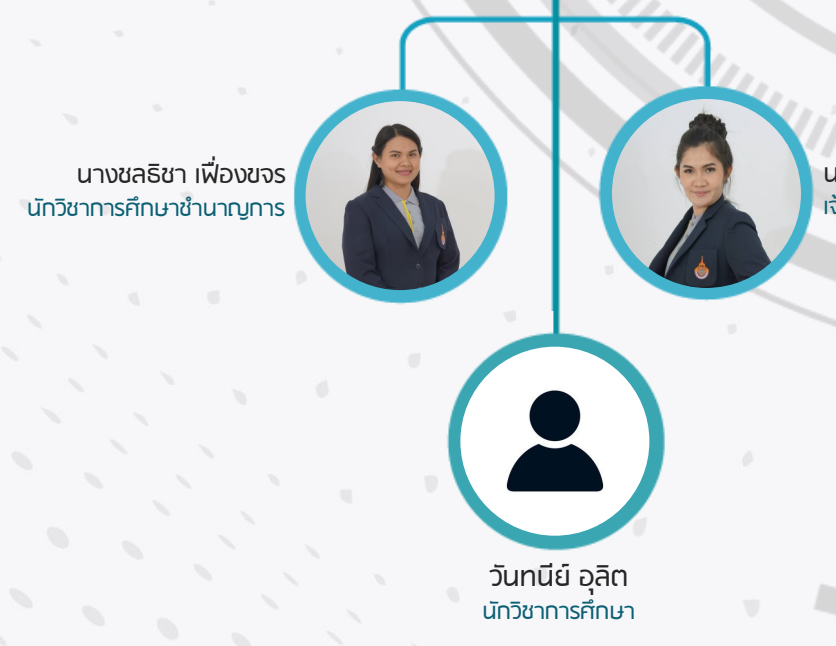 นางชลธิชา เฟื่องขจร
นักวิชาการศึกษาชำนาญการ
วันทนีย์ อุลิต
นักวิชาการศึกษา